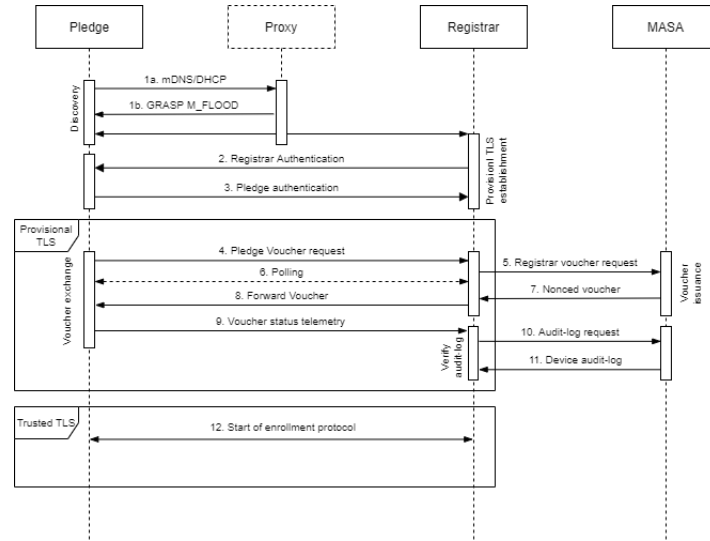 Pledge
Proxy
Registrar
MASA
1a. mDNS/DHCP
1b. GRASP M_FLOOD
Discovery
2. Registrar Authentication
3. Pledge authentication
Provisionl TLS
establishment
Provisional
TLS
4. Pledge Voucher request
5. Registrar voucher request
6. Polling
7. Nonced voucher
8. Forward Voucher
Voucher exchange
Voucher
issuance
9. Voucher status telemetry
10. Audit-log request
11. Device audit-log
Verify
audit-log
Trusted TLS
12. Start of enrollment protocol